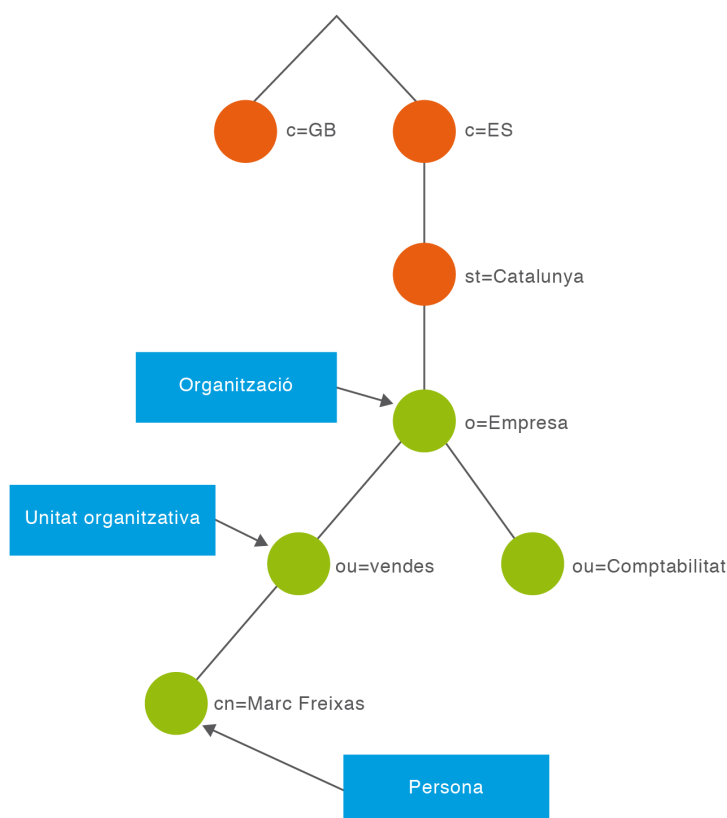 c=GB
c=ES
st=Catalunya
Organització
o=Empresa
Unitat organitzativa
ou=vendes
ou=Comptabilitat
cn=Marc Freixas
Persona